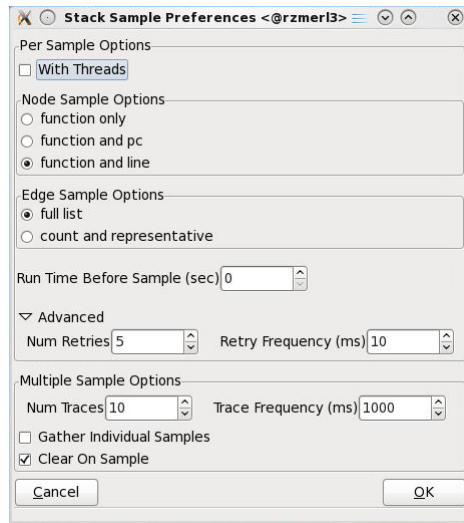 Stack Sample Preferences <@rzmerl3>
Per Sample Options
With Threads
Node Sample Options
function only
function and pc
function and line
Edge Sample Options
full list
count and representative
Run Time Before Sample (sec) 0
Advanced
Num Retries 5 Retry Frequency (ms) 10
Multiple Sample Options
Num Traces 10 Trace Frequency (ms) 1000
Gather Individual Samples
Clear On Sample
Cancel OK